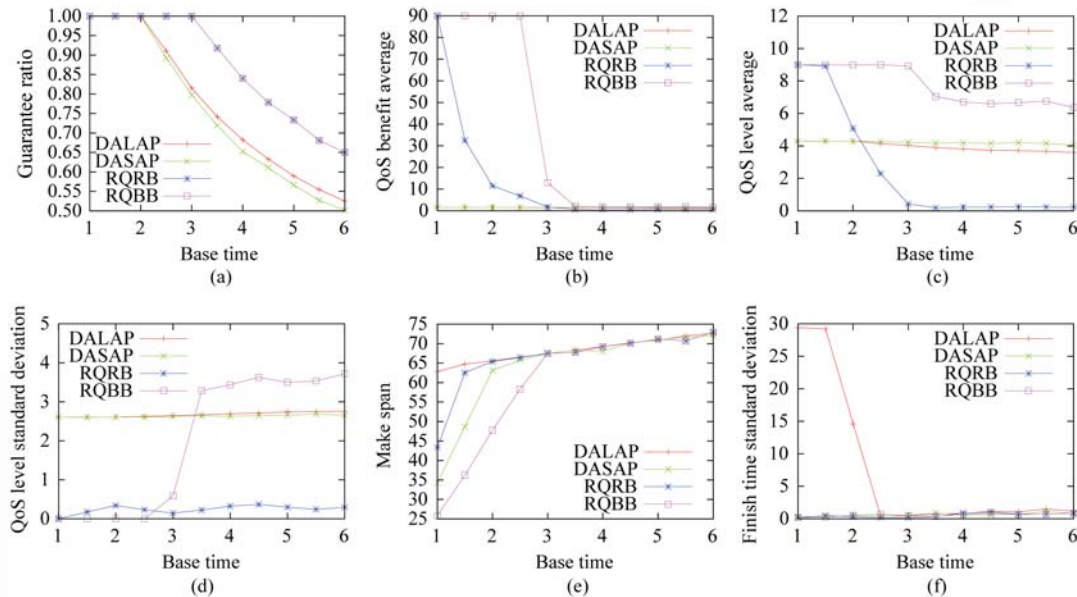 Guarantee ratio
1.00
0.95
0.90
0.85
0.80
0.75
0.70
0.65
0.60
0.55
0.50
DALAP
DASAP
RQRB
RQBB
1 2 3 4 5 6
Base time
(a)
QoS benefit average
90
80
70
60
50
40
30
20
10
0
DALAP
DASAP
RQRB
RQBB
1 2 3 4 5 6
Base time
(b)
QoS level average
12
10
8
6
4
2
0
DALAP
DASAP
RQRB
RQBB
1 2 3 4 5 6
Base time
(c)
QoS level standard deviation
5
4
3
2
1
0
DALAP
DASAP
RQRB
RQBB
1 2 3 4 5 6
Base time
(d)
Make span
75
70
65
60
55
50
45
40
35
30
25
DALAP
DASAP
RQRB
RQBB
1 2 3 4 5 6
Base time
(e)
Finish time standard deviation
30
25
20
15
10
5
0
DALAP
DASAP
RQRB
RQBB
1 2 3 4 5 6
Base time
(f)